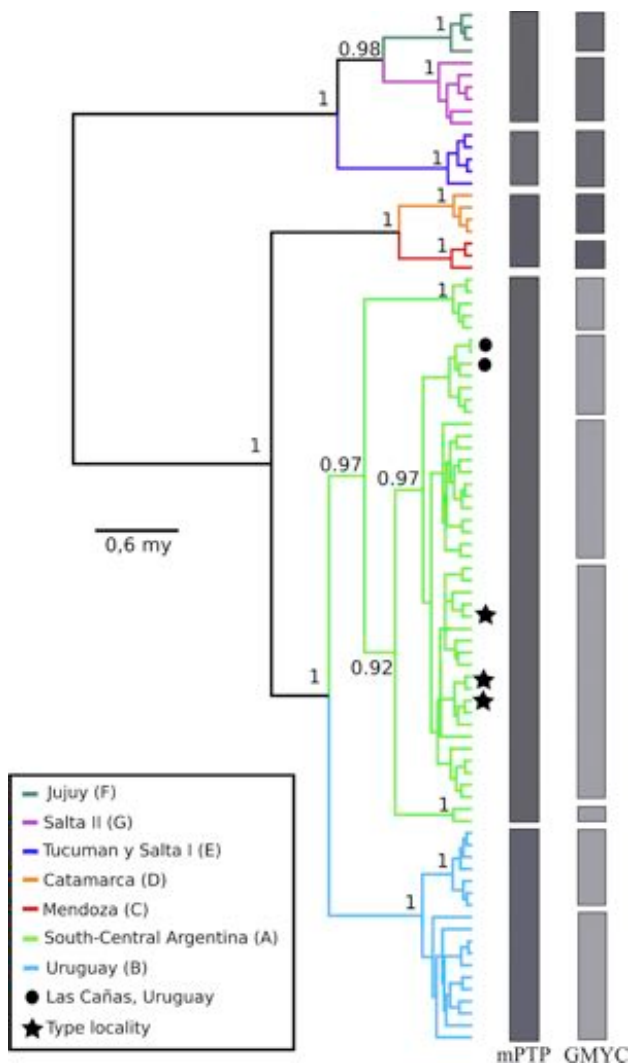 1
0.98
1
1
1
1
1
1
1
1
0.97
0.97
0,6 my
0.92
1
1
1
1
Jujuy (F)
Salta II (G)
Tucuman y Salta I (E)
Catamarca (D)
Mendoza (C)
South-Central Argentina (A)
Uruguay (B)
Las Cañas, Uruguay
Type locality
mPTP GMYC